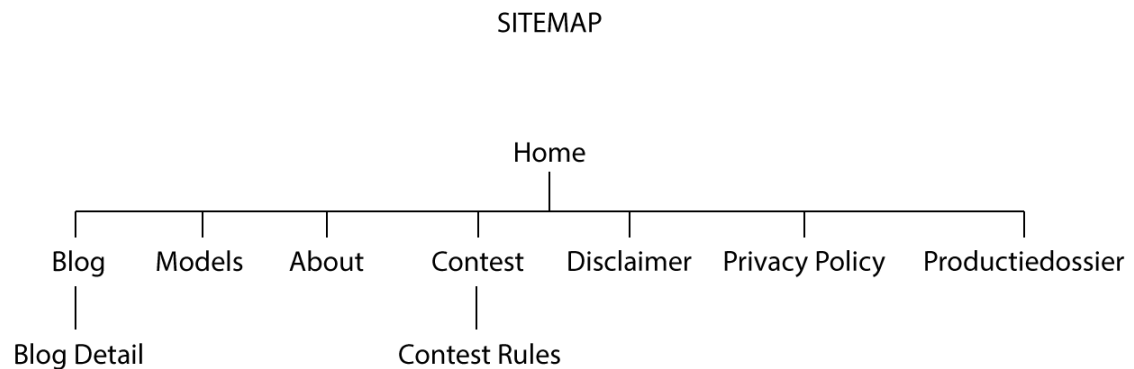 SITEMAP
Home
Blog Models About Contest Disclaimer Privacy Policy Productiedossier
Blog Detail Contest Rules